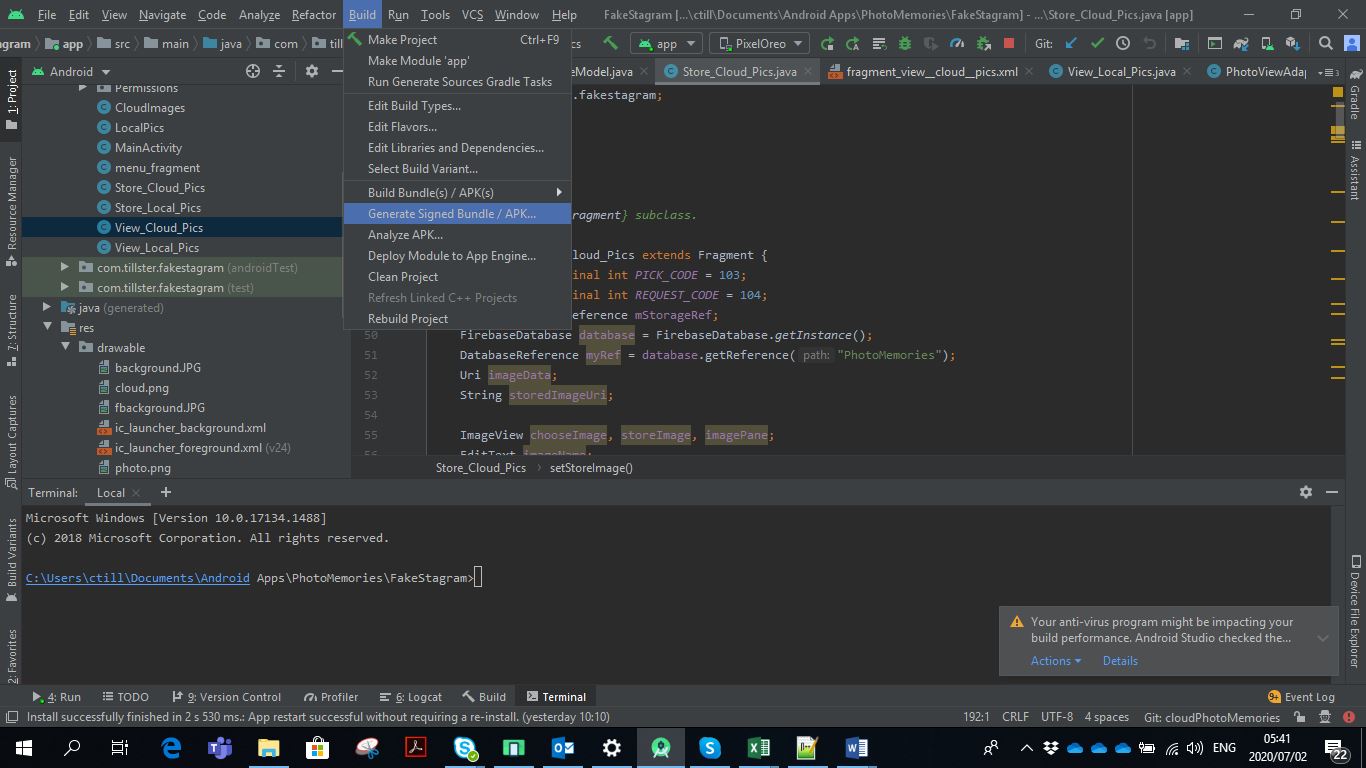 File Edit View Navigate Code Analyze Refactor Build Run Tools VCS Window Help FakeStagram [...\ctill\Documents\Android Apps\PhotoMemories\FakeStagram] - ...\Store_Cloud_Pics.java [app]
gram app src main java com till cs app PixelOreo Git:
Android
eModel.java Store_Cloud_Pics.java fragment_view__cloud__pics.xml View_Local_Pics.java PhotoViewAdap
1: Project
Resource Manager
Z: Structure
Layout Captures
Build Variants
2: Favorites
Permissions
CloudImages
LocalPics
MainActivity
menu_fragment
Store_Cloud_Pics
Store_Local_Pics
View_Cloud_Pics
View_Local_Pics
com.tillster.fakestagram (androidTest)
com.tillster.fakestagram (test)
java (generated)
res
drawable
background.JPG
cloud.png
fbackground.JPG
ic_launcher_background.xml
ic_launcher_foreground.xml (v24)
photo.png
Make Project Ctrl+F9
Make Module 'app'
Run Generate Sources Gradle Tasks
Edit Build Types...
Edit Flavors...
Edit Libraries and Dependencies...
Select Build Variant...
Build Bundle(s) / APK(s)
Generate Signed Bundle / APK...
Analyze APK...
Deploy Module to App Engine...
Clean Project
Refresh Linked C++ Projects
Rebuild Project
.fakestagram;
ragment} subclass.
loud_Pics extends Fragment {
inal int PICK_CODE = 103;
inal int REQUEST_CODE = 104;
eference mStorageRef;
50 FirebaseDatabase database = FirebaseDatabase.getInstance();
51 DatabaseReference myRef = database.getReference( path: "PhotoMemories");
52 Uri imageData;
53 String storedImageUri;
54
55 ImageView chooseImage, storeImage, imagePane;
56 EditText imageName;
Store_Cloud_Pics setStoreImage()
Gradle
Assistant
Device File Explorer
Terminal: Local
Microsoft Windows [Version 10.0.17134.1488]
(c) 2018 Microsoft Corporation. All rights reserved.
C:\Users\ctill\Documents\Android Apps\PhotoMemories\FakeStagram>
Your anti-virus program might be impacting your
build performance. Android Studio checked the...
Actions Details
4: Run TODO 9: Version Control Profiler 6: Logcat Build Terminal 9+ Event Log
Install successfully finished in 2 s 530 ms.: App restart successful without requiring a re-install. (yesterday 10:10) 192:1 CRLF UTF-8 4 spaces Git: cloudPhotoMemories
ENG 05:41
2020/07/02 22